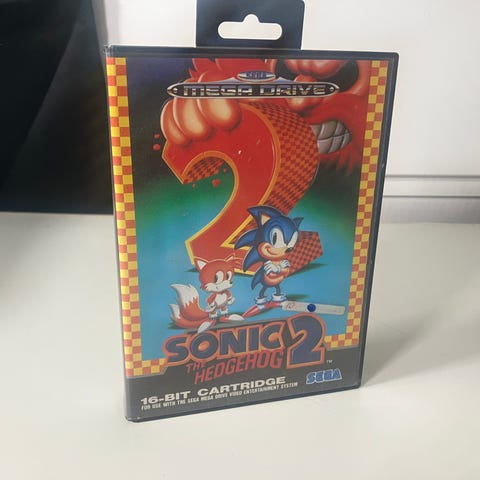 SEGA
MEGA DRIVE
2
SONIC
THE
HEDGEHOG 2
TM
16-BIT CARTRIDGE
FOR USE WITH THE SEGA MEGA DRIVE VIDEO ENTERTAINMENT SYSTEM
SEGA